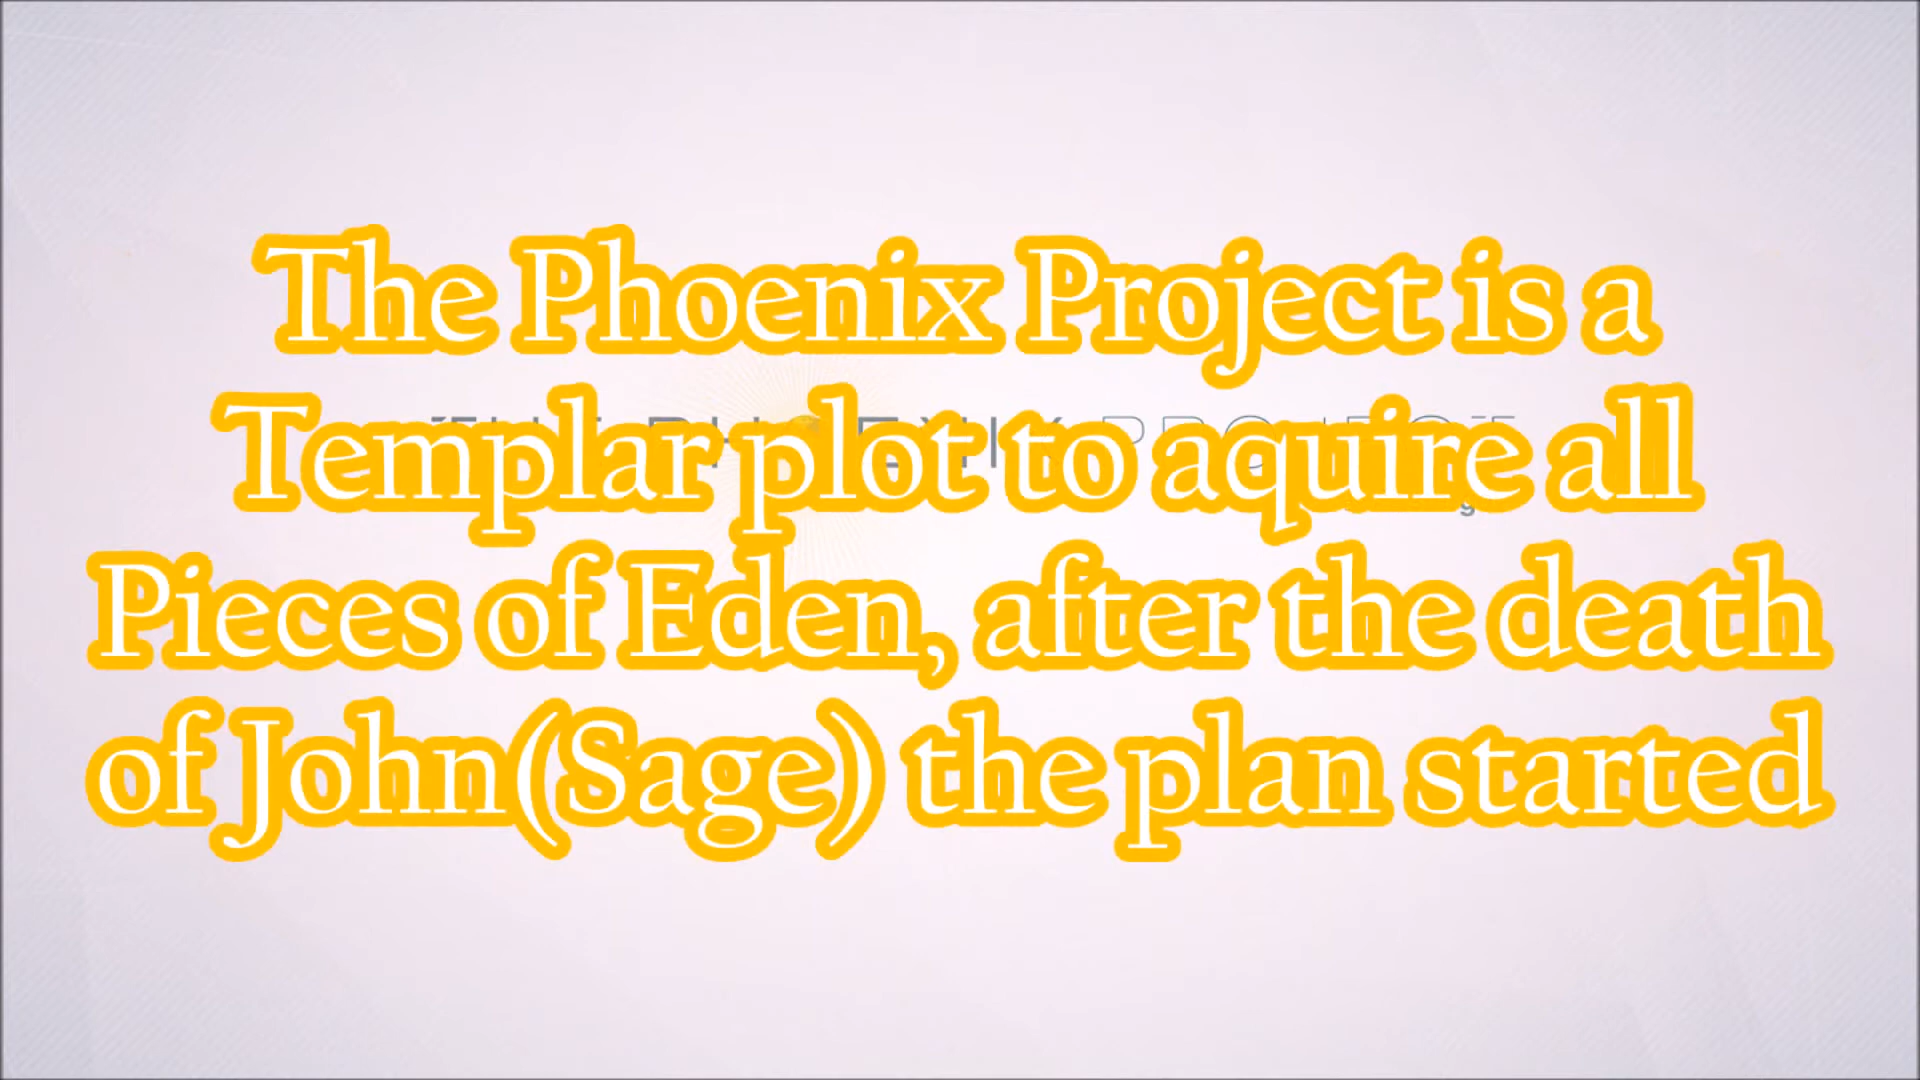 The Phoenix Project is a
Templar plot to aquire all
Pieces of Eden, after the death
of John(Sage) the plan started